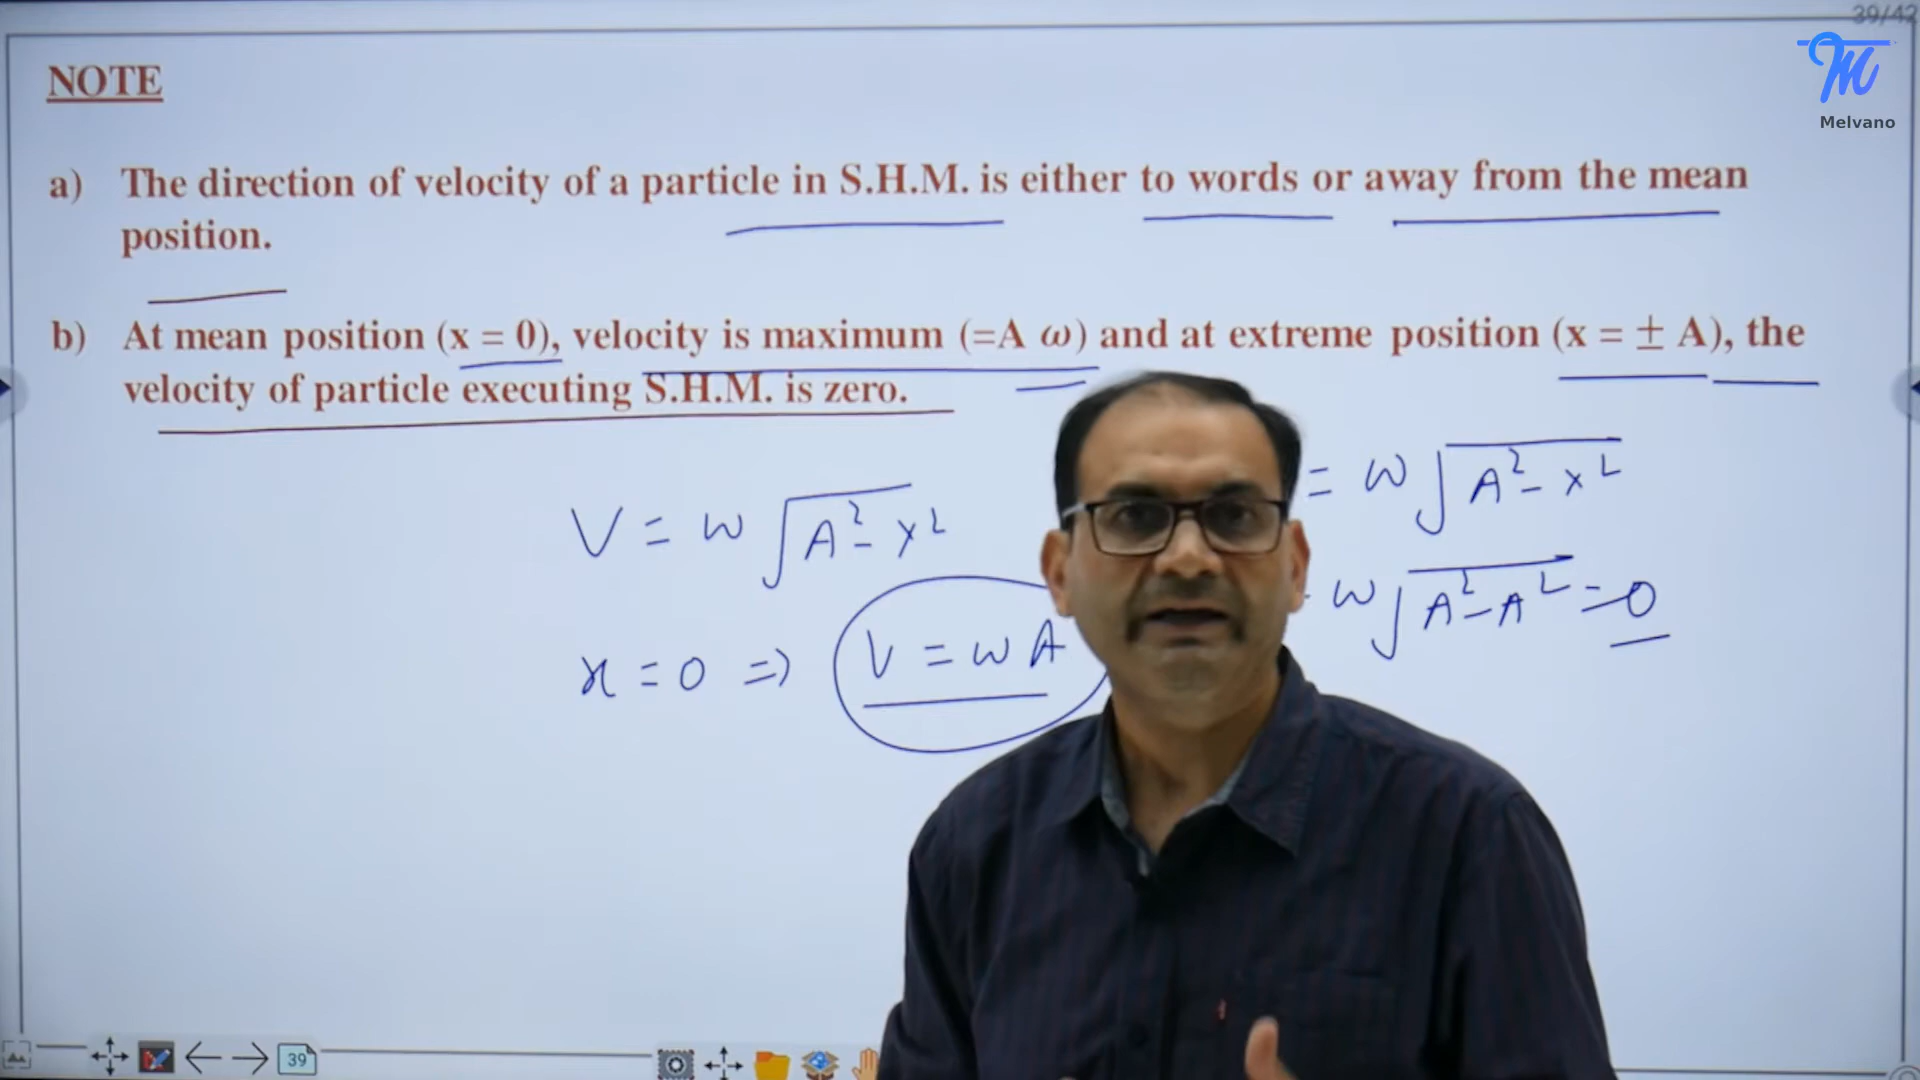 39/42
Melvano
NOTE
a) The direction of velocity of a particle in S.H.M. is either to words or away from the mean
position.
b) At mean position (x = 0), velocity is maximum (=A ω) and at extreme position (x = ± A), the
velocity of particle executing S.H.M. is zero.
V = ω √A² - x²
= ω √A² - x²
ω √A² - A² = 0
x = 0 ⇒ V = ω A
39